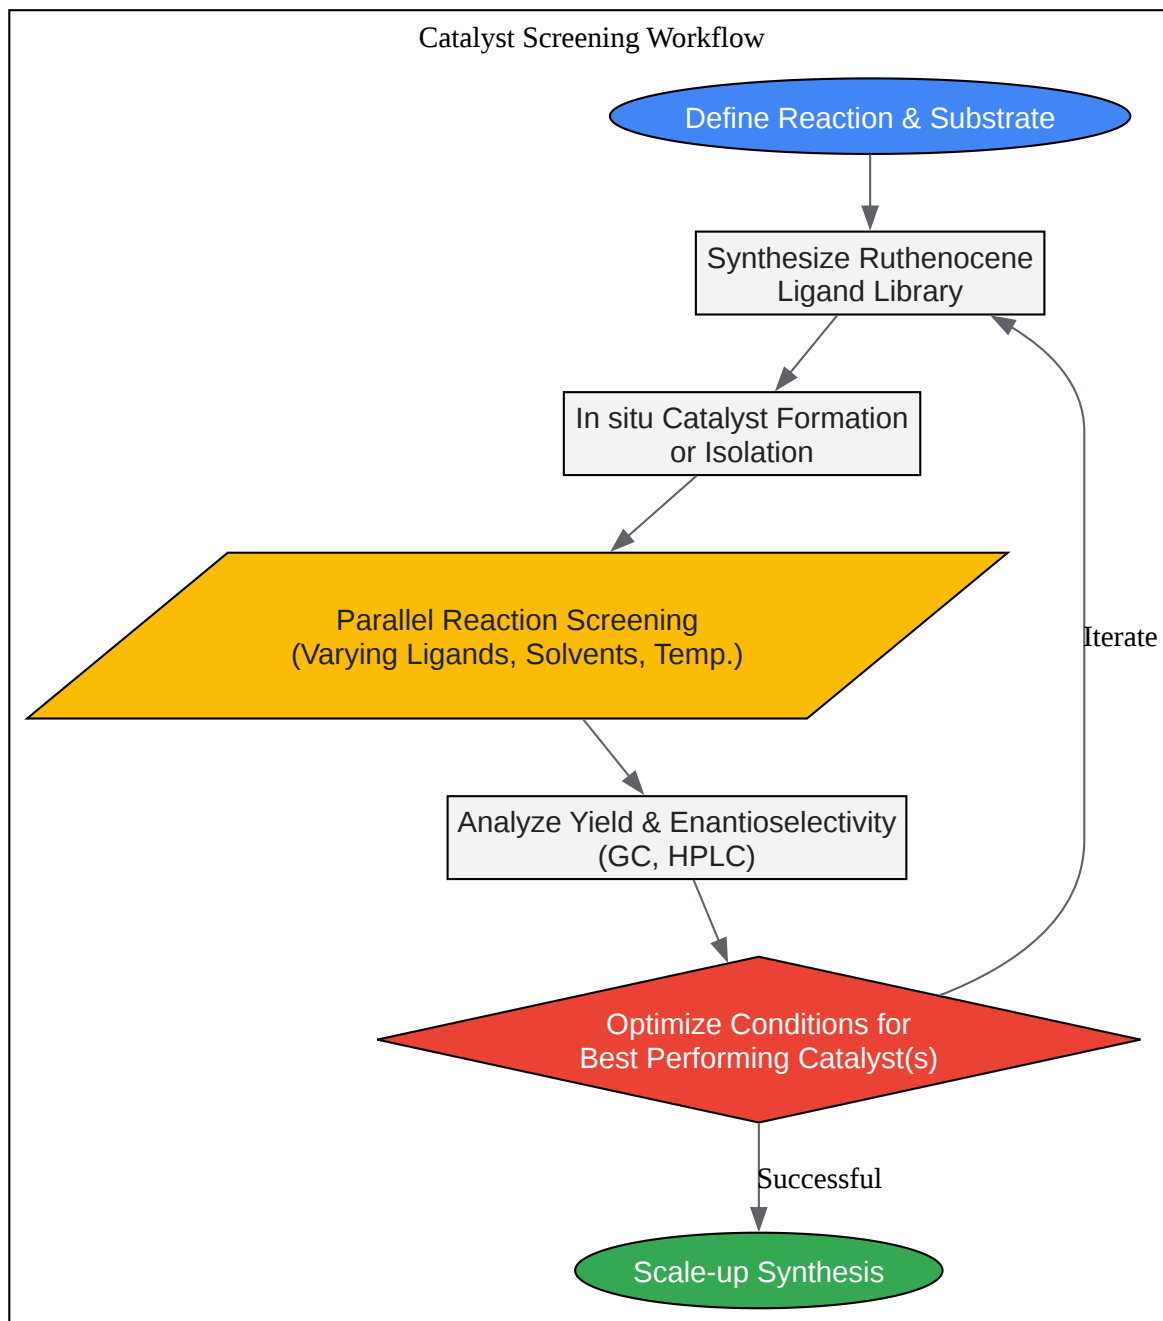 Catalyst Screening Workflow
Define Reaction & Substrate
Synthesize Ruthenocene
Ligand Library
In situ Catalyst Formation
or Isolation
Parallel Reaction Screening
(Varying Ligands, Solvents, Temp.)
Iterate
Analyze Yield & Enantioselectivity
(GC, HPLC)
Optimize Conditions for
Best Performing Catalyst(s)
Successful
Scale-up Synthesis